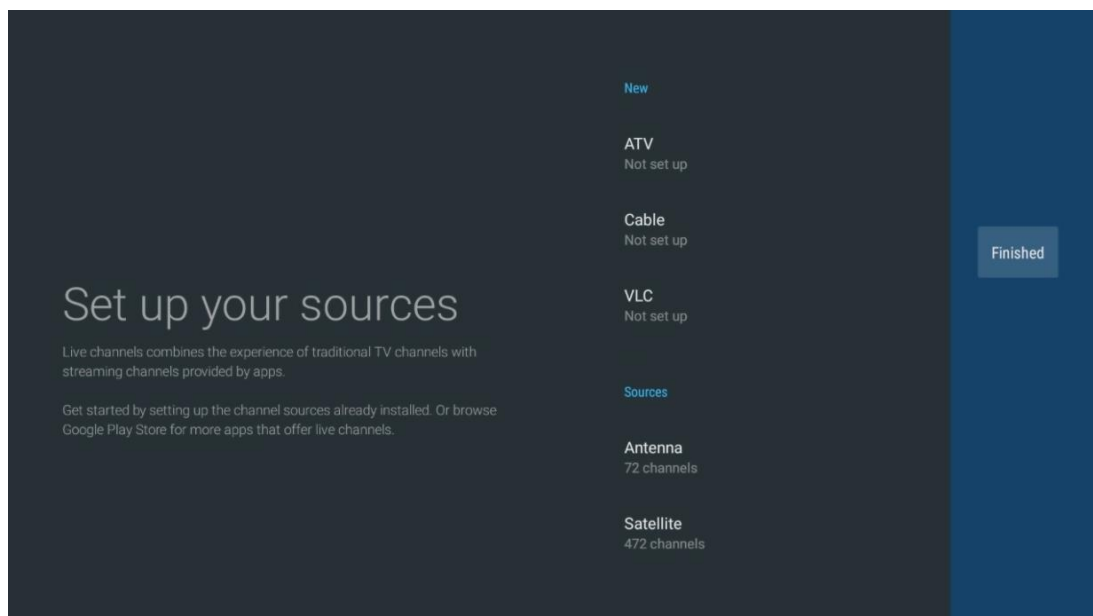 Set up your sources
Live channels combines the experience of traditional TV channels with
streaming channels provided by apps.
Get started by setting up the channel sources already installed. Or browse
Google Play Store for more apps that offer live channels.
New
ATV
Not set up
Cable
Not set up
VLC
Not set up
Sources
Antenna
72 channels
Satellite
472 channels
Finished